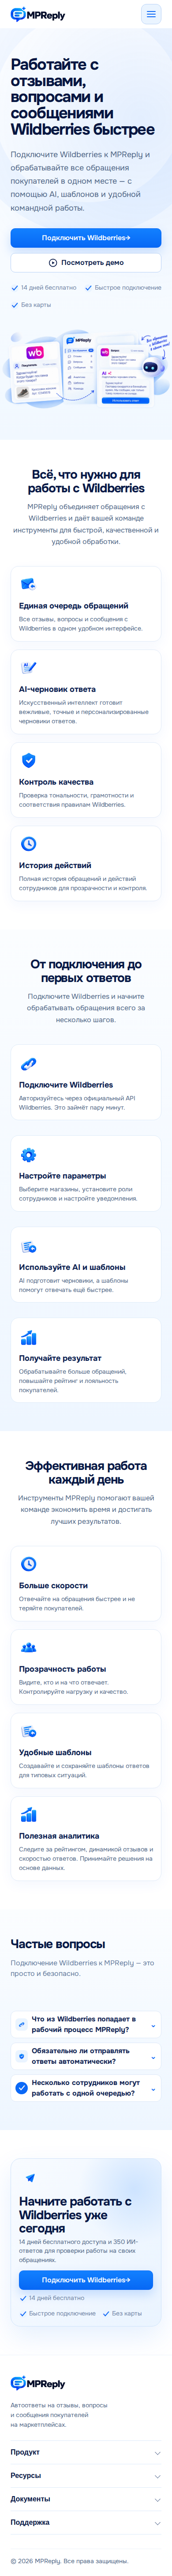 MPReply
Работайте с
отзывами,
вопросами и
сообщениями
Wildberries быстрее
Подключите Wildberries к MPReply и
обрабатывайте все обращения
покупателей в одном месте — с
помощью AI, шаблонов и удобной
командной работы.
Подключить Wildberries→
Посмотреть демо
14 дней бесплатно
Быстрое подключение
Без карты
Всё, что нужно для
работы с Wildberries
MPReply объединяет обращения с
Wildberries и даёт вашей команде
инструменты для быстрой, качественной и
удобной обработки.
Единая очередь обращений
Все отзывы, вопросы и сообщения с
Wildberries в одном удобном интерфейсе.
AI-черновик ответа
Искусственный интеллект готовит
вежливые, точные и персонализированные
черновики ответов.
Контроль качества
Проверка тональности, грамотности и
соответствия правилам Wildberries.
История действий
Полная история обращений и действий
сотрудников для прозрачности и контроля.
От подключения до
первых ответов
Подключите Wildberries и начните
обрабатывать обращения всего за
несколько шагов.
Подключите Wildberries
Авторизуйтесь через официальный API
Wildberries. Это займёт пару минут.
Настройте параметры
Выберите магазины, установите роли
сотрудников и настройте уведомления.
Используйте AI и шаблоны
AI подготовит черновики, а шаблоны
помогут отвечать ещё быстрее.
Получайте результат
Обрабатывайте больше обращений,
повышайте рейтинг и лояльность
покупателей.
Эффективная работа
каждый день
Инструменты MPReply помогают вашей
команде экономить время и достигать
лучших результатов.
Больше скорости
Отвечайте на обращения быстрее и не
теряйте покупателей.
Прозрачность работы
Видите, кто и на что отвечает.
Контролируйте нагрузку и качество.
Удобные шаблоны
Создавайте и сохраняйте шаблоны ответов
для типовых ситуаций.
Полезная аналитика
Следите за рейтингом, динамикой отзывов и
скоростью ответов. Принимайте решения на
основе данных.
Частые вопросы
Подключение Wildberries к MPReply — это
просто и безопасно.
Что из Wildberries попадает в
рабочий процесс MPReply?
Обязательно ли отправлять
ответы автоматически?
Несколько сотрудников могут
работать с одной очередью?
Начните работать с
Wildberries уже
сегодня
14 дней бесплатного доступа и 350 ИИ-
ответов для проверки работы на своих
обращениях.
Подключить Wildberries→
14 дней бесплатно
Быстрое подключение
Без карты
MPReply
Автоответы на отзывы, вопросы
и сообщения покупателей
на маркетплейсах.
Продукт
Ресурсы
Документы
Поддержка
© 2026 MPReply. Все права защищены.